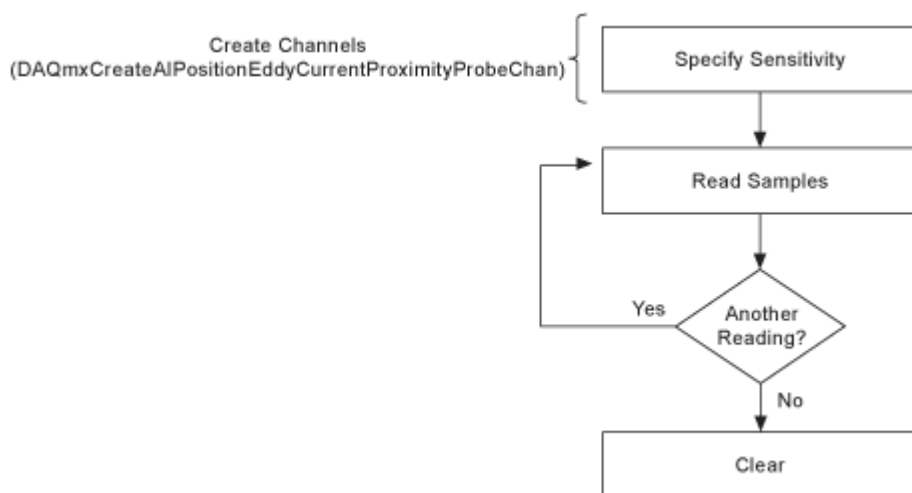 Create Channels
(DAQmxCreateAIPositionEddyCurrentProximityProbeChan)
Specify Sensitivity
Read Samples
Yes
Another
Reading?
No
Clear